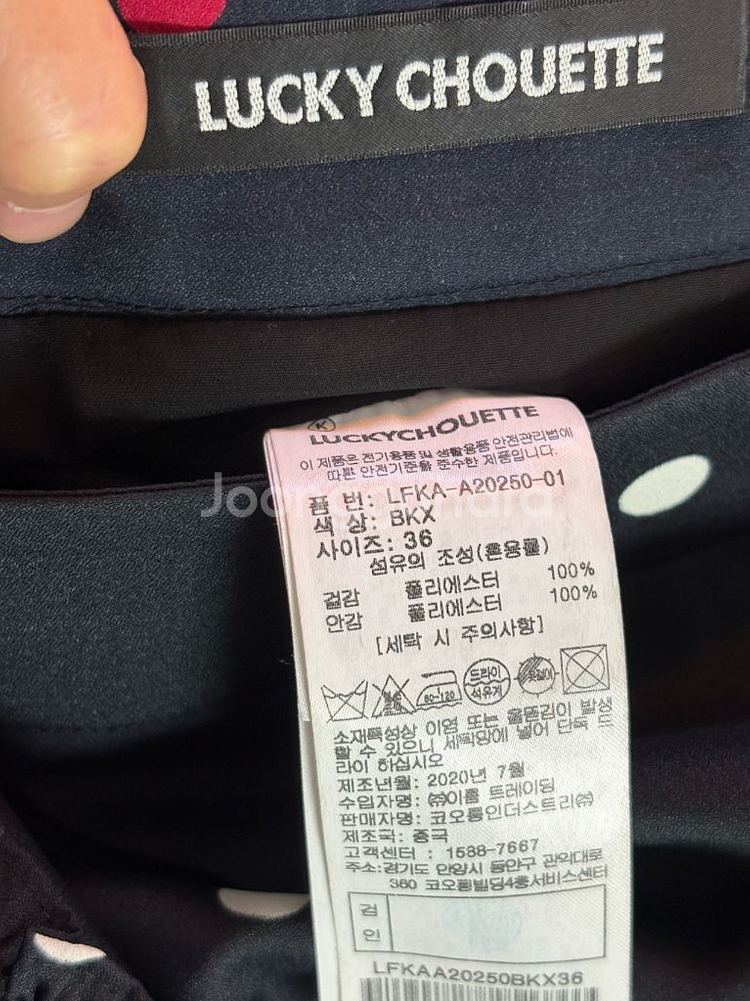 LUCKY CHOUETTE
LUCKYCHOUETTE
이 제품은 전기용품 및 생활용품 안전관리법에
따른 안전기준을 준수한 제품입니다.
품 번: LFKA-A20250-01
색 상: BKX
사이즈: 36
섬유의 조성(혼용률)
겉감 폴리에스터 100%
안감 폴리에스터 100%
[세탁 시 주의사항]
80~120 드라이 석유계 옷걸이
소재특성상 이염 또는 올뜯김이 발생
할 수 있으니 세탁망에 넣어 단독 드
라이 하십시오
제조년월: 2020년 7월
수입자명: ㈜이룸 트레이딩
판매자명: 코오롱인더스트리㈜
제조국: 중국
고객센터 : 1588-7667
주소:경기도 안양시 동안구 관악대로
360 코오롱빌딩4층서비스센터
검
인
LFKAA20250BKX36